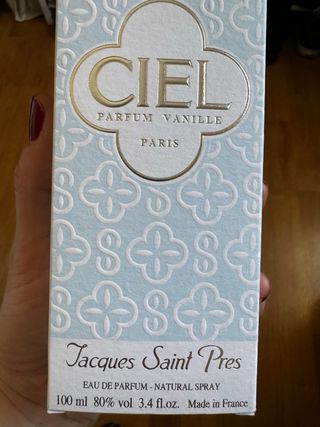 CIEL
PARFUM VANILLE
PARIS
Jacques Saint Pres
EAU DE PARFUM - NATURAL SPRAY
100 ml 80% vol 3.4 fl.oz. Made in France